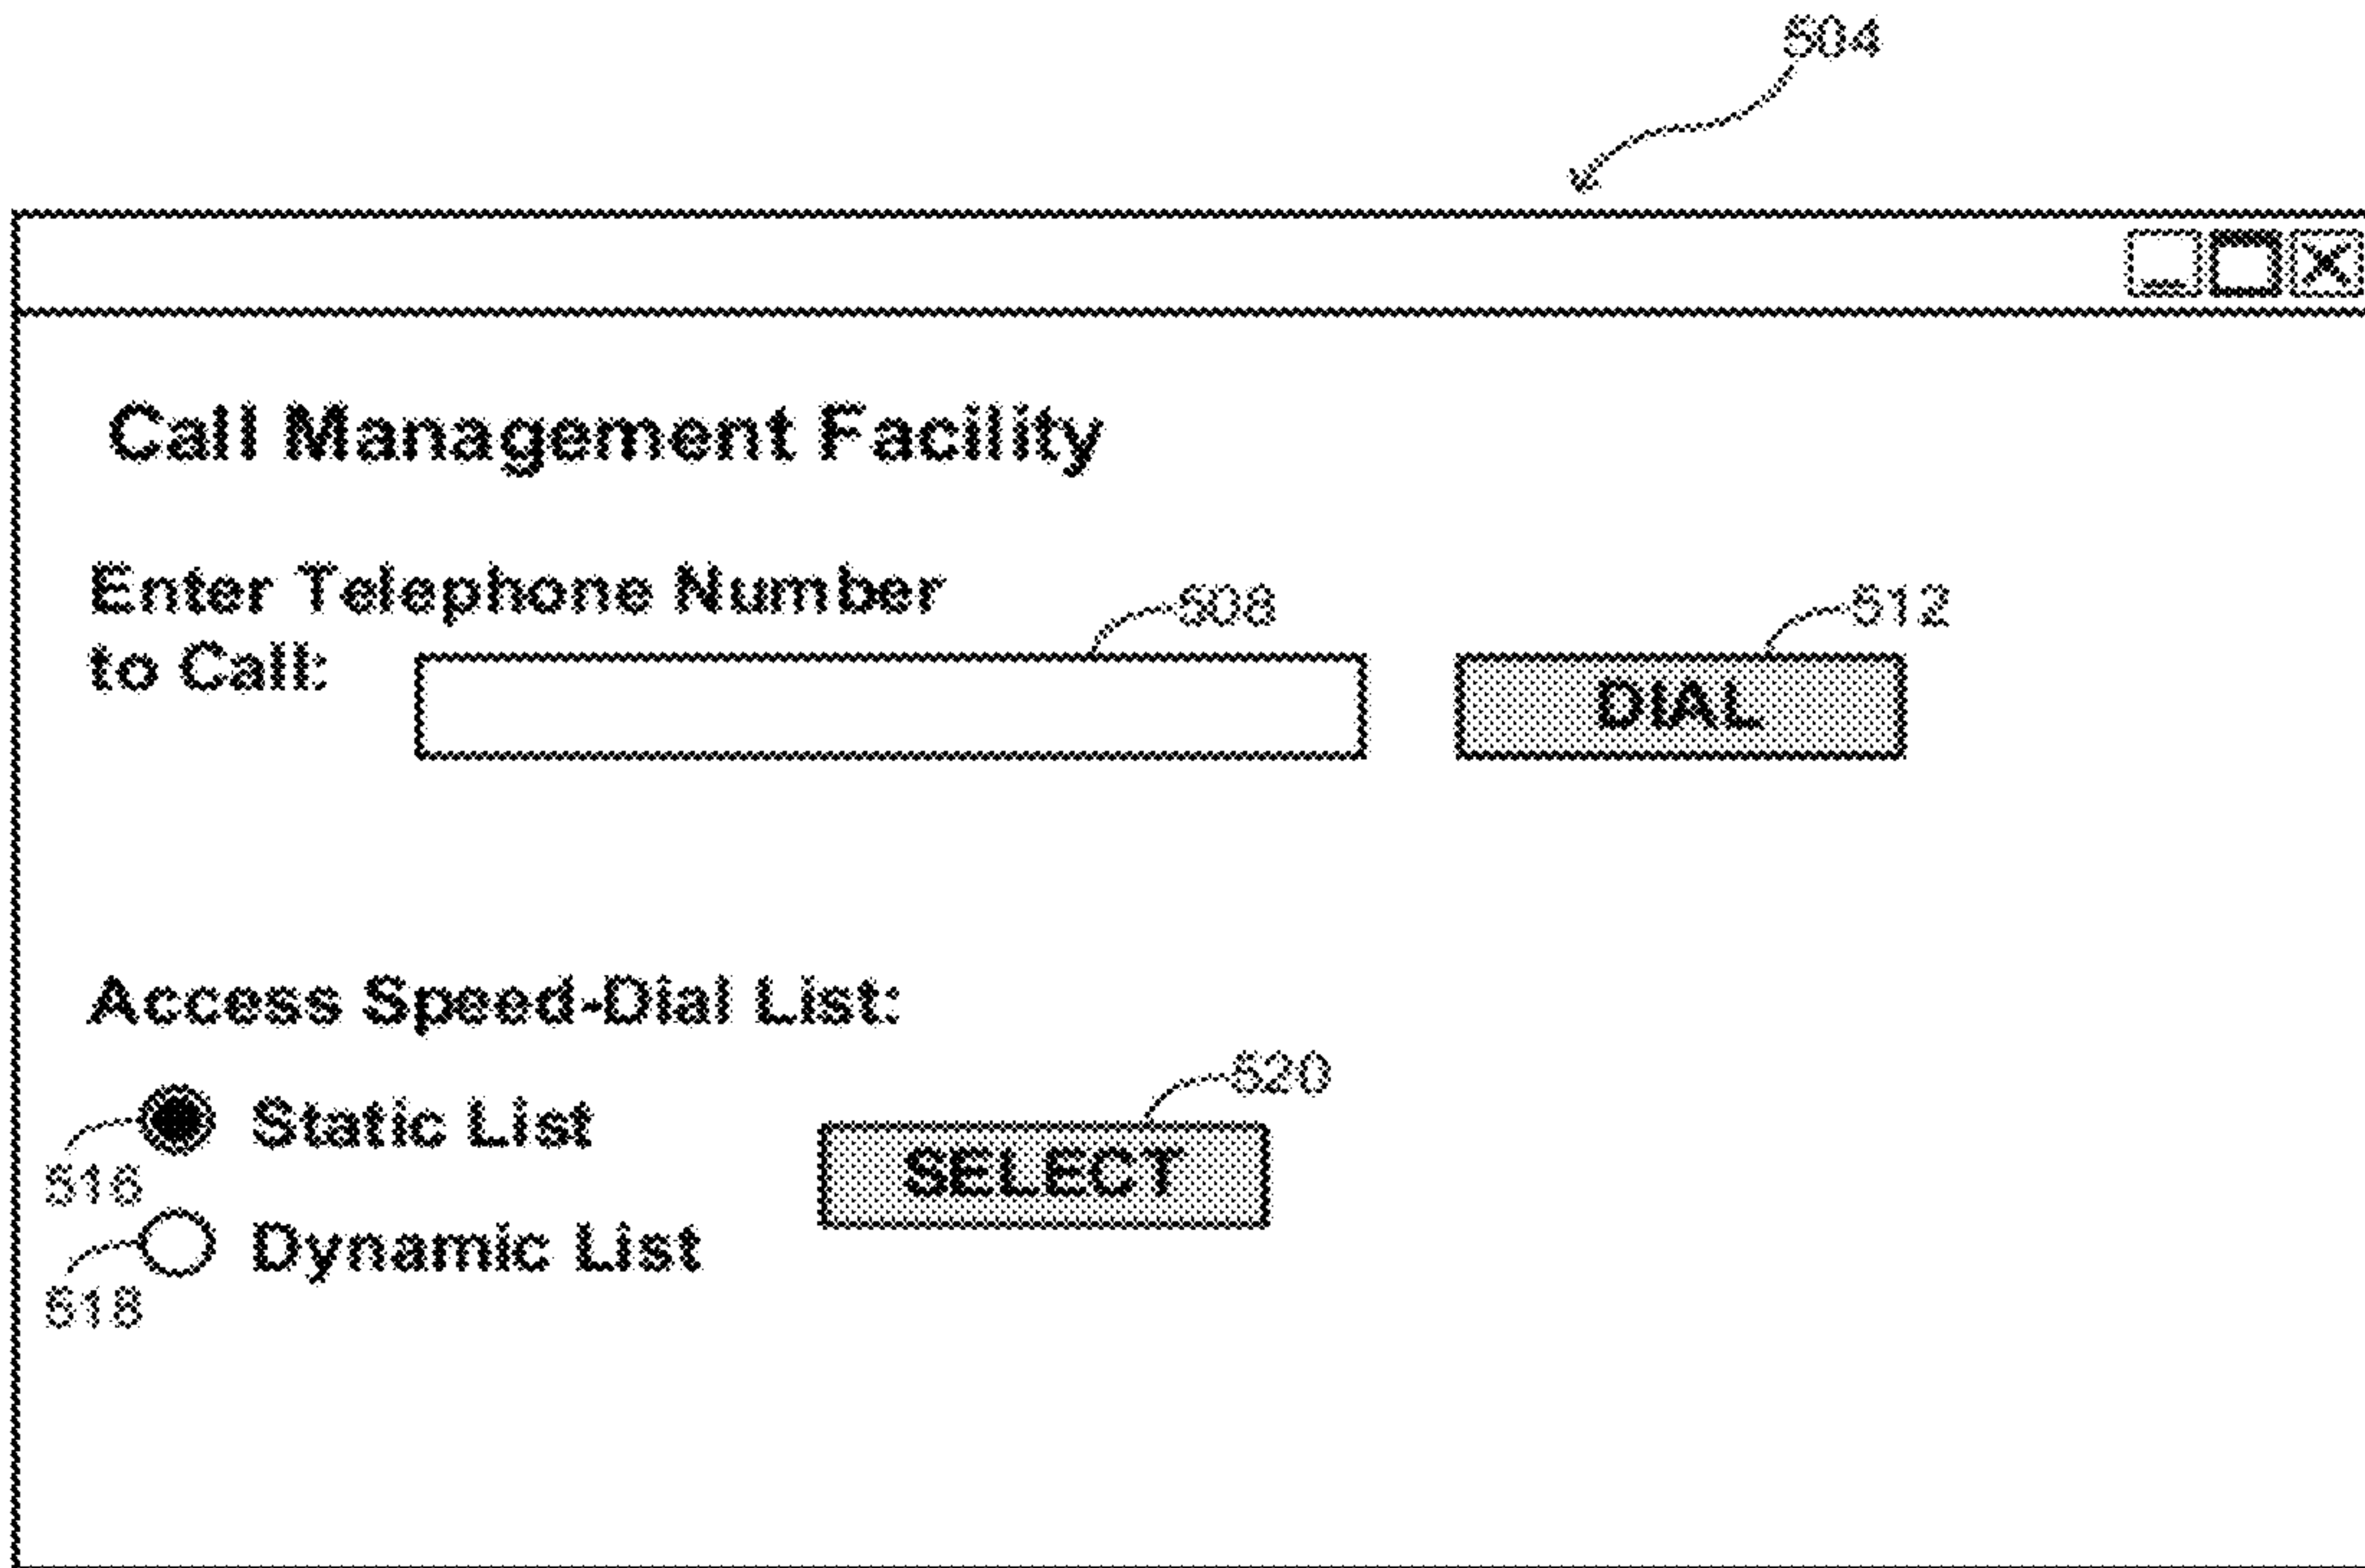 504
Call Management Facility
Enter Telephone Number
to Call:
508
512
DIAL
Access Speed-Dial List:
516
Static List
520
SELECT
518
Dynamic List